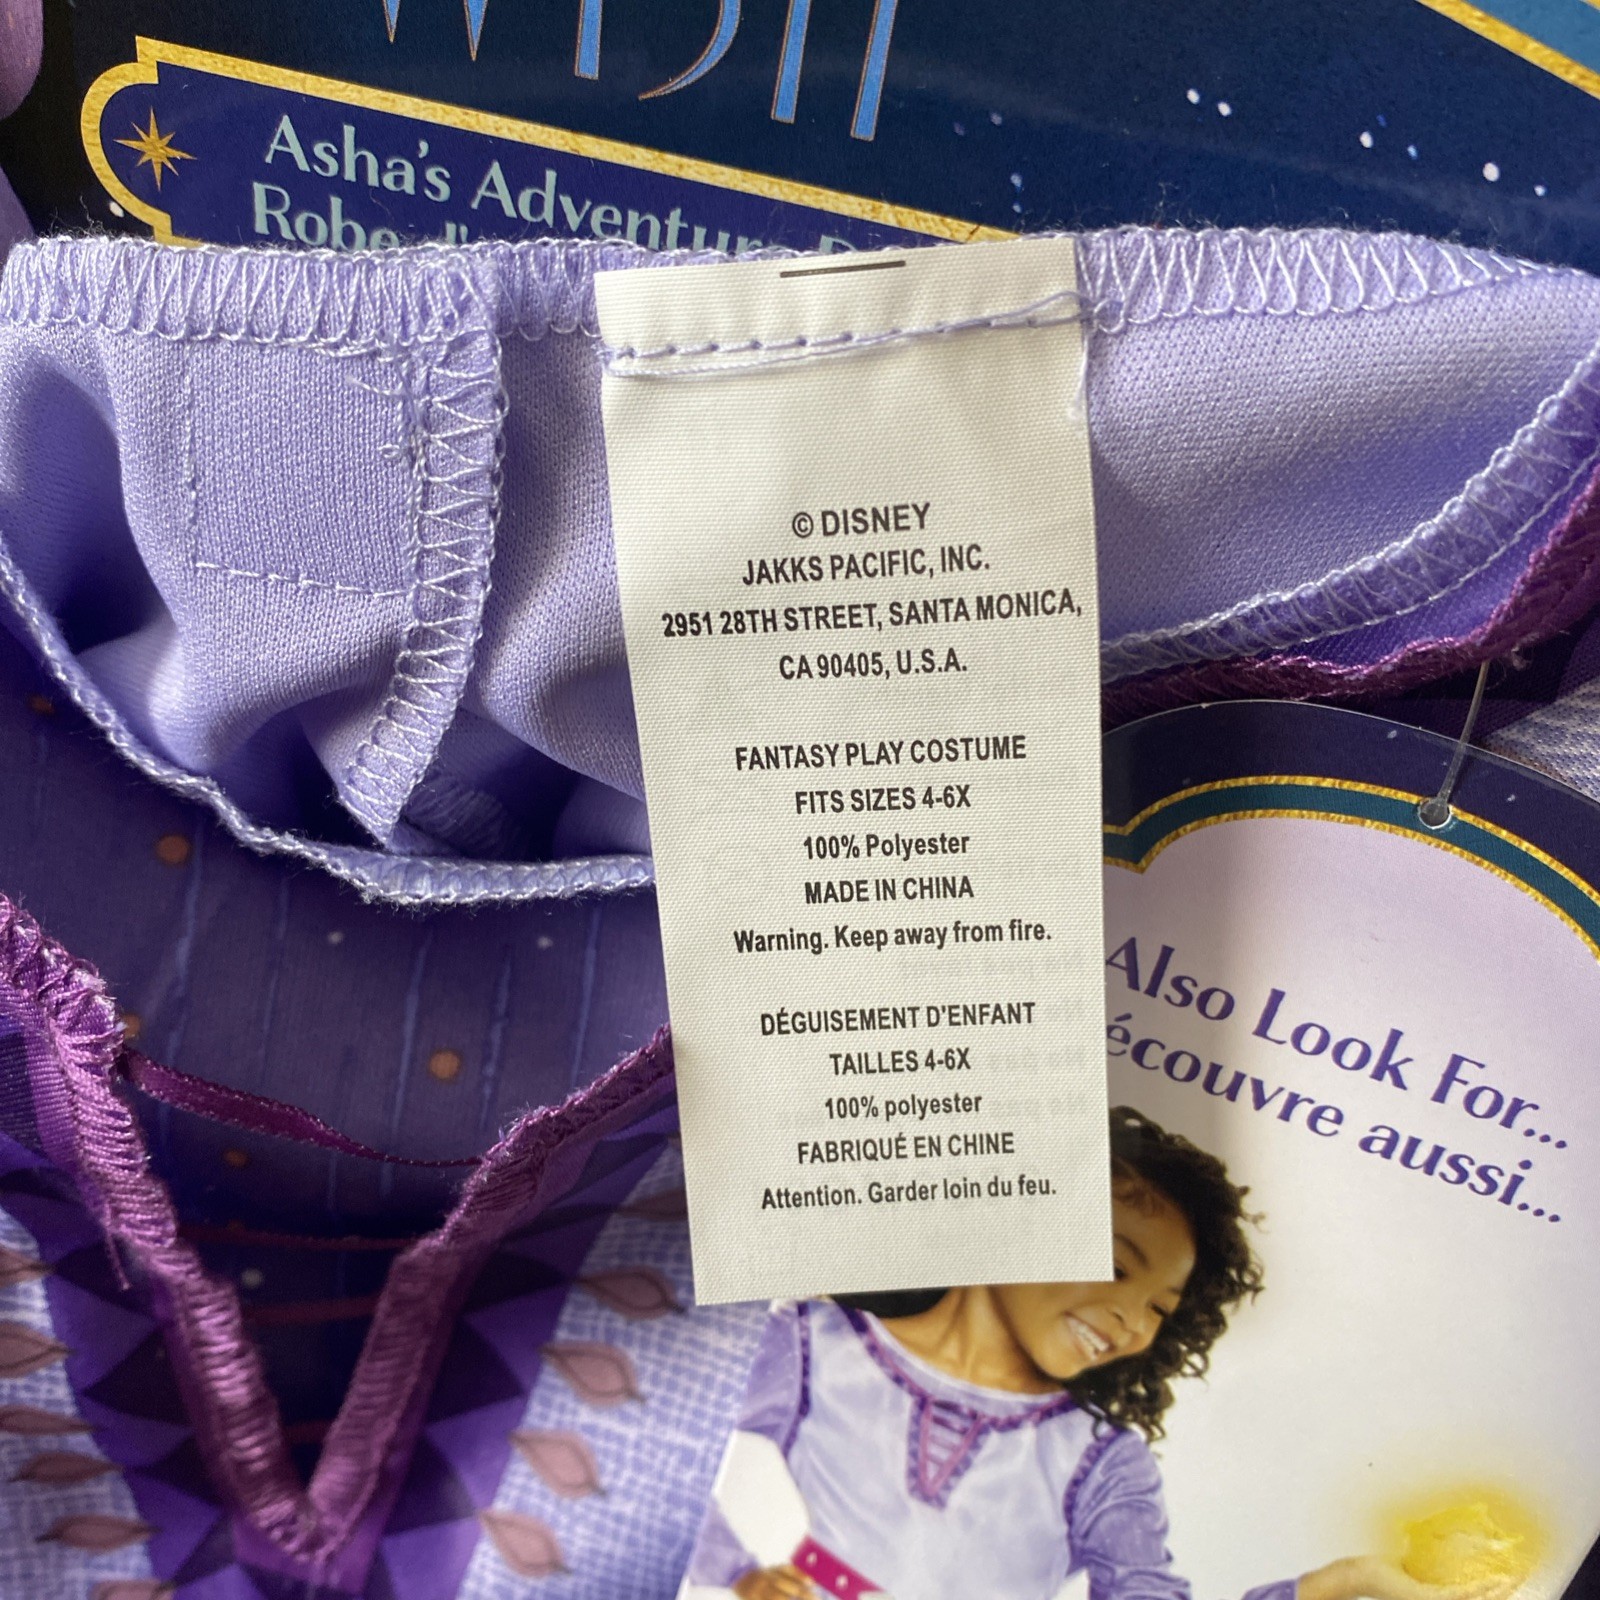 WISH
Asha's Adventure
© DISNEY
JAKKS PACIFIC, INC.
2951 28TH STREET, SANTA MONICA,
CA 90405, U.S.A.
FANTASY PLAY COSTUME
FITS SIZES 4-6X
100% Polyester
MADE IN CHINA
Warning. Keep away from fire.
DÉGUISEMENT D'ENFANT
TAILLES 4-6X
100% polyester
FABRIQUÉ EN CHINE
Attention. Garder loin du feu.
Also Look For...
écouvre aussi...